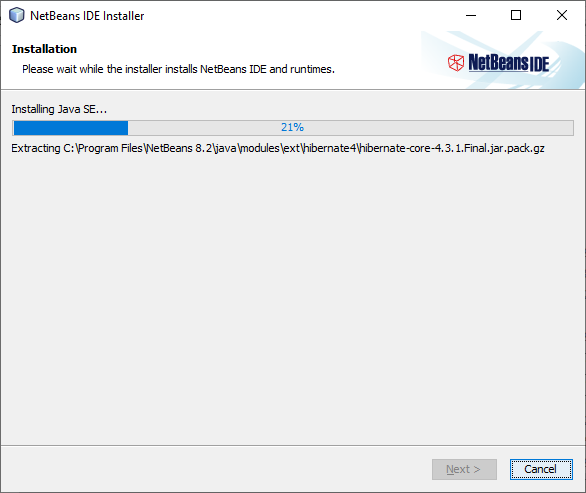 NetBeans IDE Installer
Installation
Please wait while the installer installs NetBeans IDE and runtimes.
NetBeans IDE
Installing Java SE...
21%
Extracting C:\Program Files\NetBeans 8.2\java\modules\ext\hibernate4\hibernate-core-4.3.1.Final.jar.pack.gz
Next >
Cancel